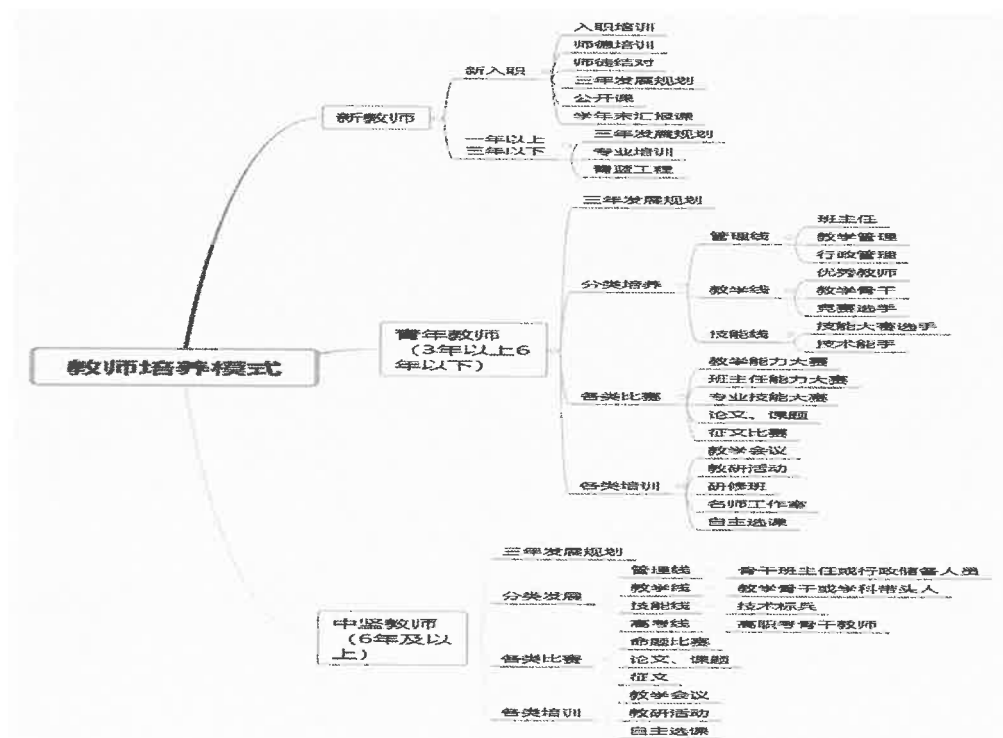 教师培养模式
新教师
新入职
入职培训
师德培训
师徒结对
三年发展规划
公开课
学年末汇报课
一年以上
三年以下
三年发展规划
专业培训
青蓝工程
青年教师
（3年以上6
年以下）
三年发展规划
分类培养
管理线
班主任
教学管理
行政管理
教学线
优秀教师
教学骨干
竞赛选手
技能线
技能大赛选手
技术能手
各类比赛
教学能力大赛
班主任能力大赛
专业技能大赛
论文、课题
征文比赛
各类培训
教学会议
教研活动
研修班
名师工作室
自主选课
中坚教师
（6年及以
上）
三年发展规划
分类发展
管理线
骨干班主任或行政储备人员
教学线
教学骨干或学科带头人
技能线
技术标兵
高考线
高职考骨干教师
各类比赛
命题比赛
论文、课题
征文
各类培训
教学会议
教研活动
自主选课